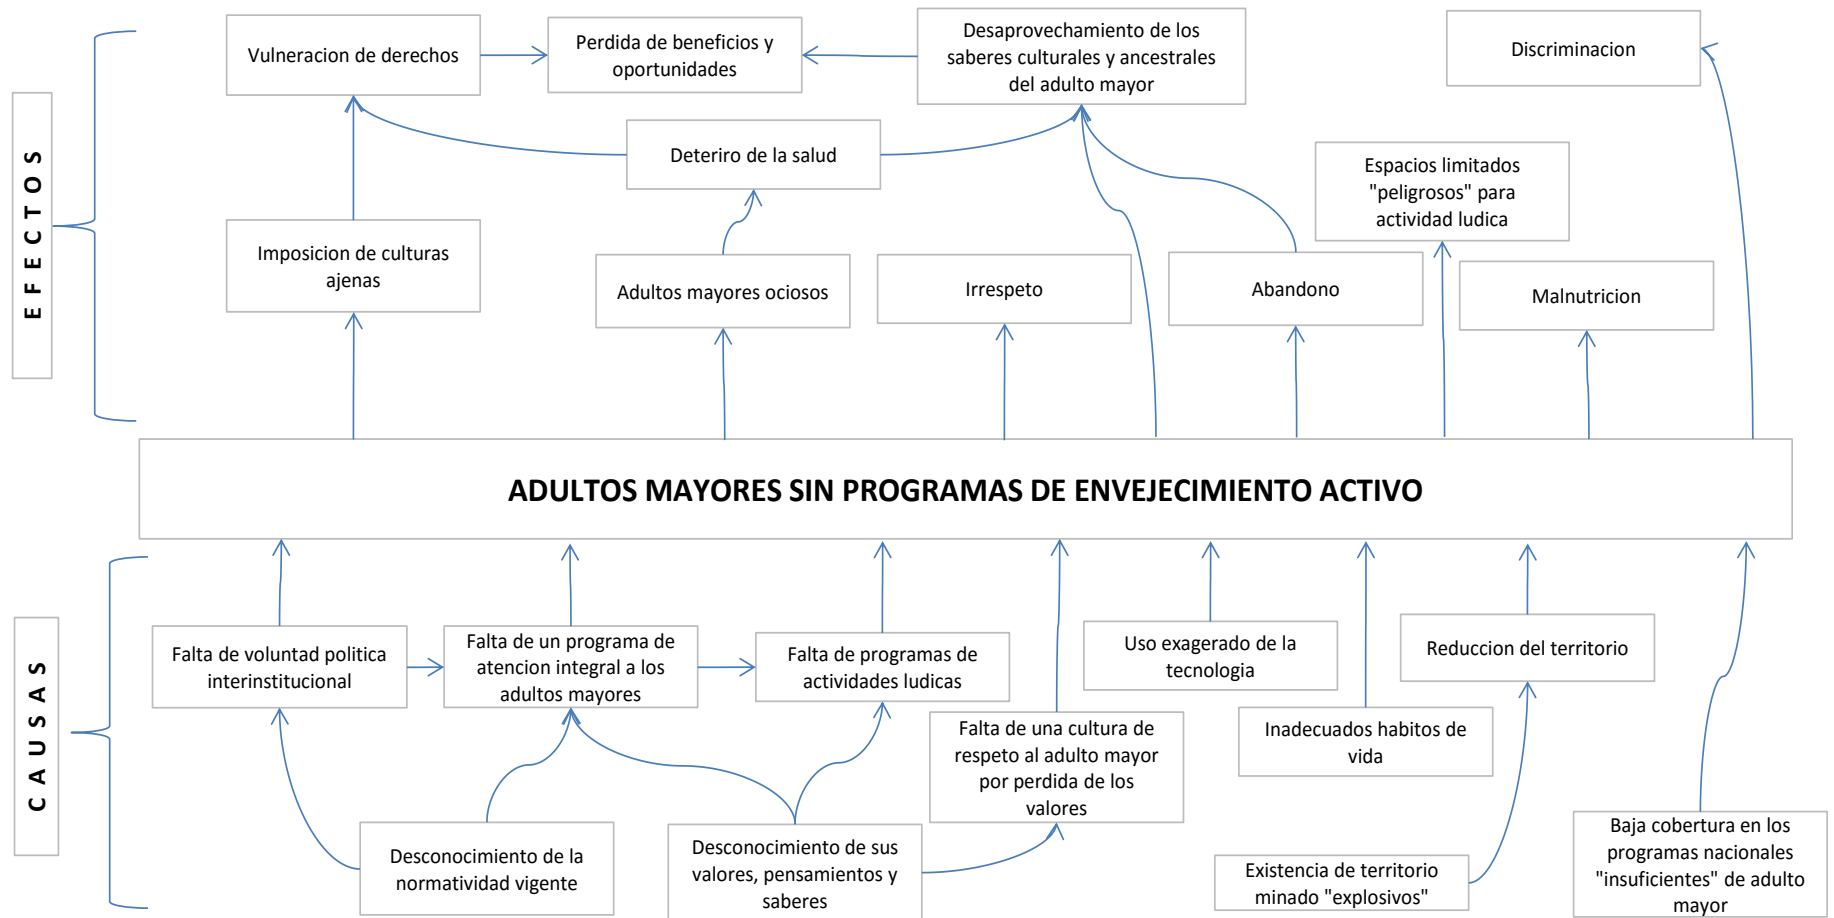 Vulneracion de derechos
Perdida de beneficios y
oportunidades
Desaprovechamiento de los
saberes culturales y ancestrales
del adulto mayor
Discriminacion
EFECTOS
Deteriro de la salud
Espacios limitados
"peligrosos" para
actividad ludica
Imposicion de culturas
ajenas
Adultos mayores ociosos
Irrespeto
Abandono
Malnutricion
ADULTOS MAYORES SIN PROGRAMAS DE ENVEJECIMIENTO ACTIVO
CAUSAS
Falta de voluntad politica
interinstitucional
Falta de un programa de
atencion integral a los
adultos mayores
Falta de programas de
actividades ludicas
Uso exagerado de la
tecnologia
Reduccion del territorio
Falta de una cultura de
respeto al adulto mayor
por perdida de los
valores
Inadecuados habitos de
vida
Desconocimiento de la
normatividad vigente
Desconocimiento de sus
valores, pensamientos y
saberes
Existencia de territorio
minado "explosivos"
Baja cobertura en los
programas nacionales
"insuficientes" de adulto
mayor